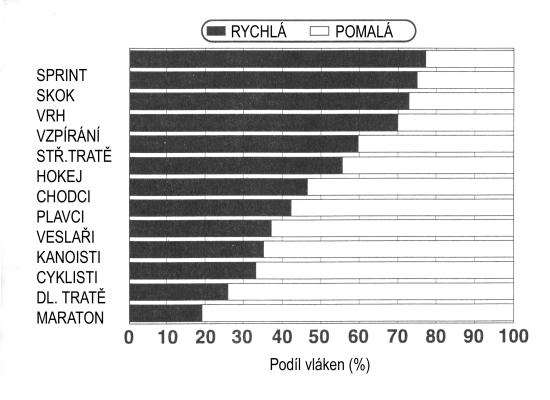 RYCHLÁ POMALÁ
SPRINT
SKOK
VRH
VZPÍRÁNÍ
STŘ.TRATĚ
HOKEJ
CHODCI
PLAVCI
VESLAŘI
KANOISTI
CYKLISTI
DL. TRATĚ
MARATON
0 10 20 30 40 50 60 70 80 90 100
Podíl vláken (%)